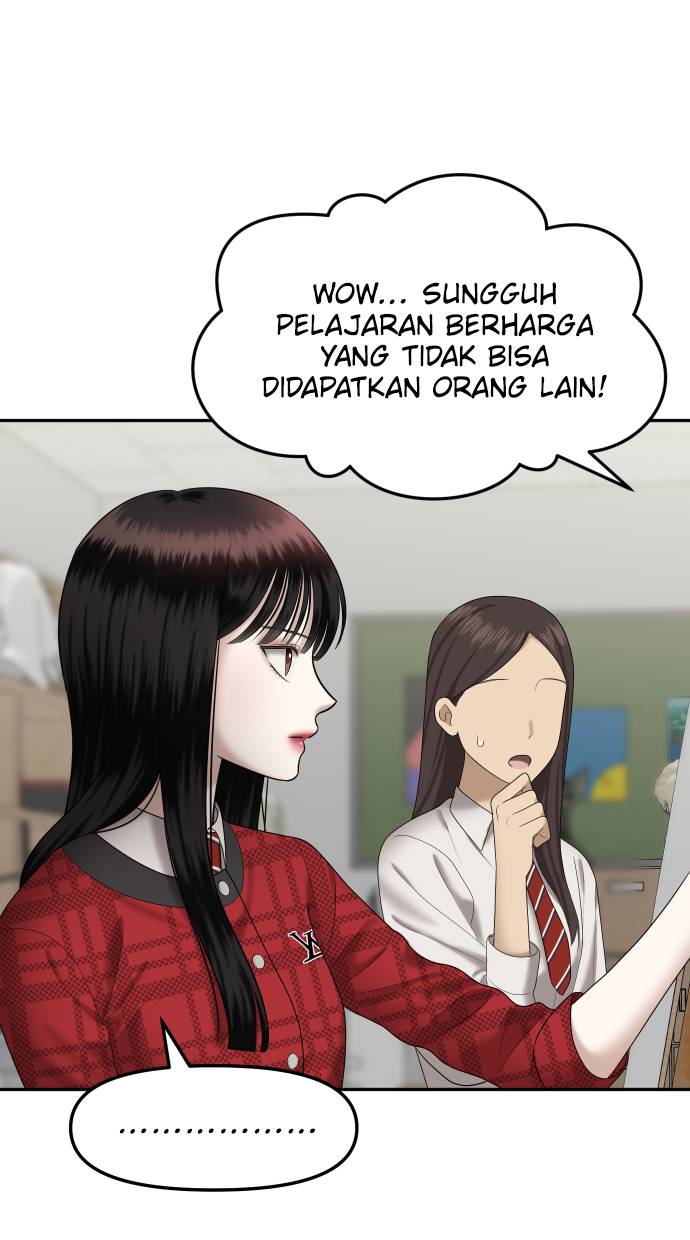 WOW... SUNGGUH
PELAJARAN BERHARGA
YANG TIDAK BISA
DIDAPATKAN ORANG LAIN!
..................